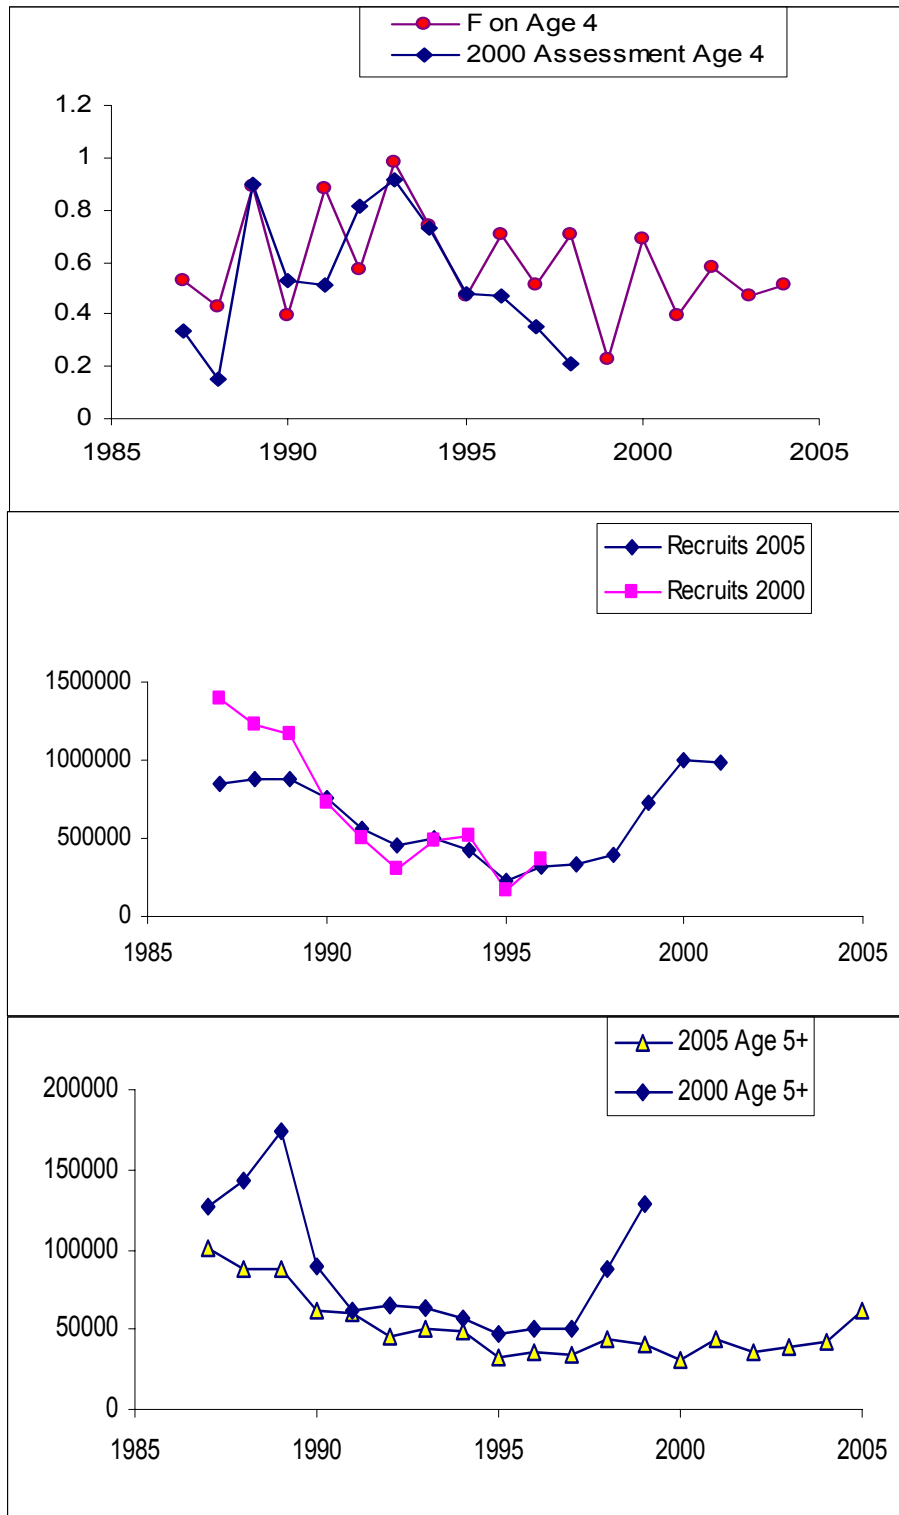 F on Age 4
2000 Assessment Age 4
1.2
1
0.8
0.6
0.4
0.2
0
1985 1990 1995 2000 2005
Recruits 2005
Recruits 2000
1500000
1000000
500000
0
1985 1990 1995 2000 2005
2005 Age 5+
2000 Age 5+
200000
150000
100000
50000
0
1985 1990 1995 2000 2005